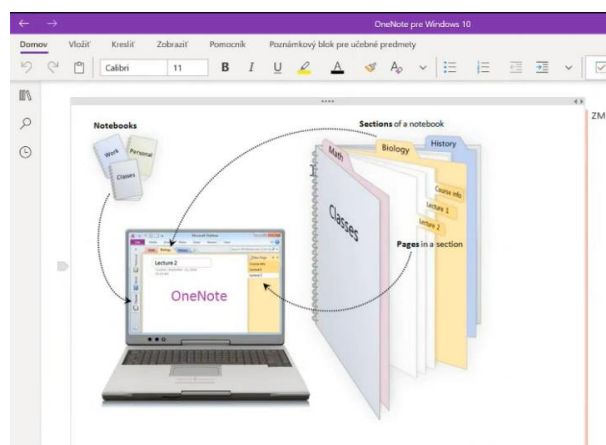 OneNote pre Windows 10
Domov Vložiť Kresliť Zobraziť Pomocník Poznámkový blok pre učebné predmety
Calibri 11 B I U A
ZM
Notebooks
Work Personal
Classes
Sections of a notebook
Math Biology History
Course info
Lecture 1
Lecture 2
Classes
Pages in a section
Lecture 2
OneNote